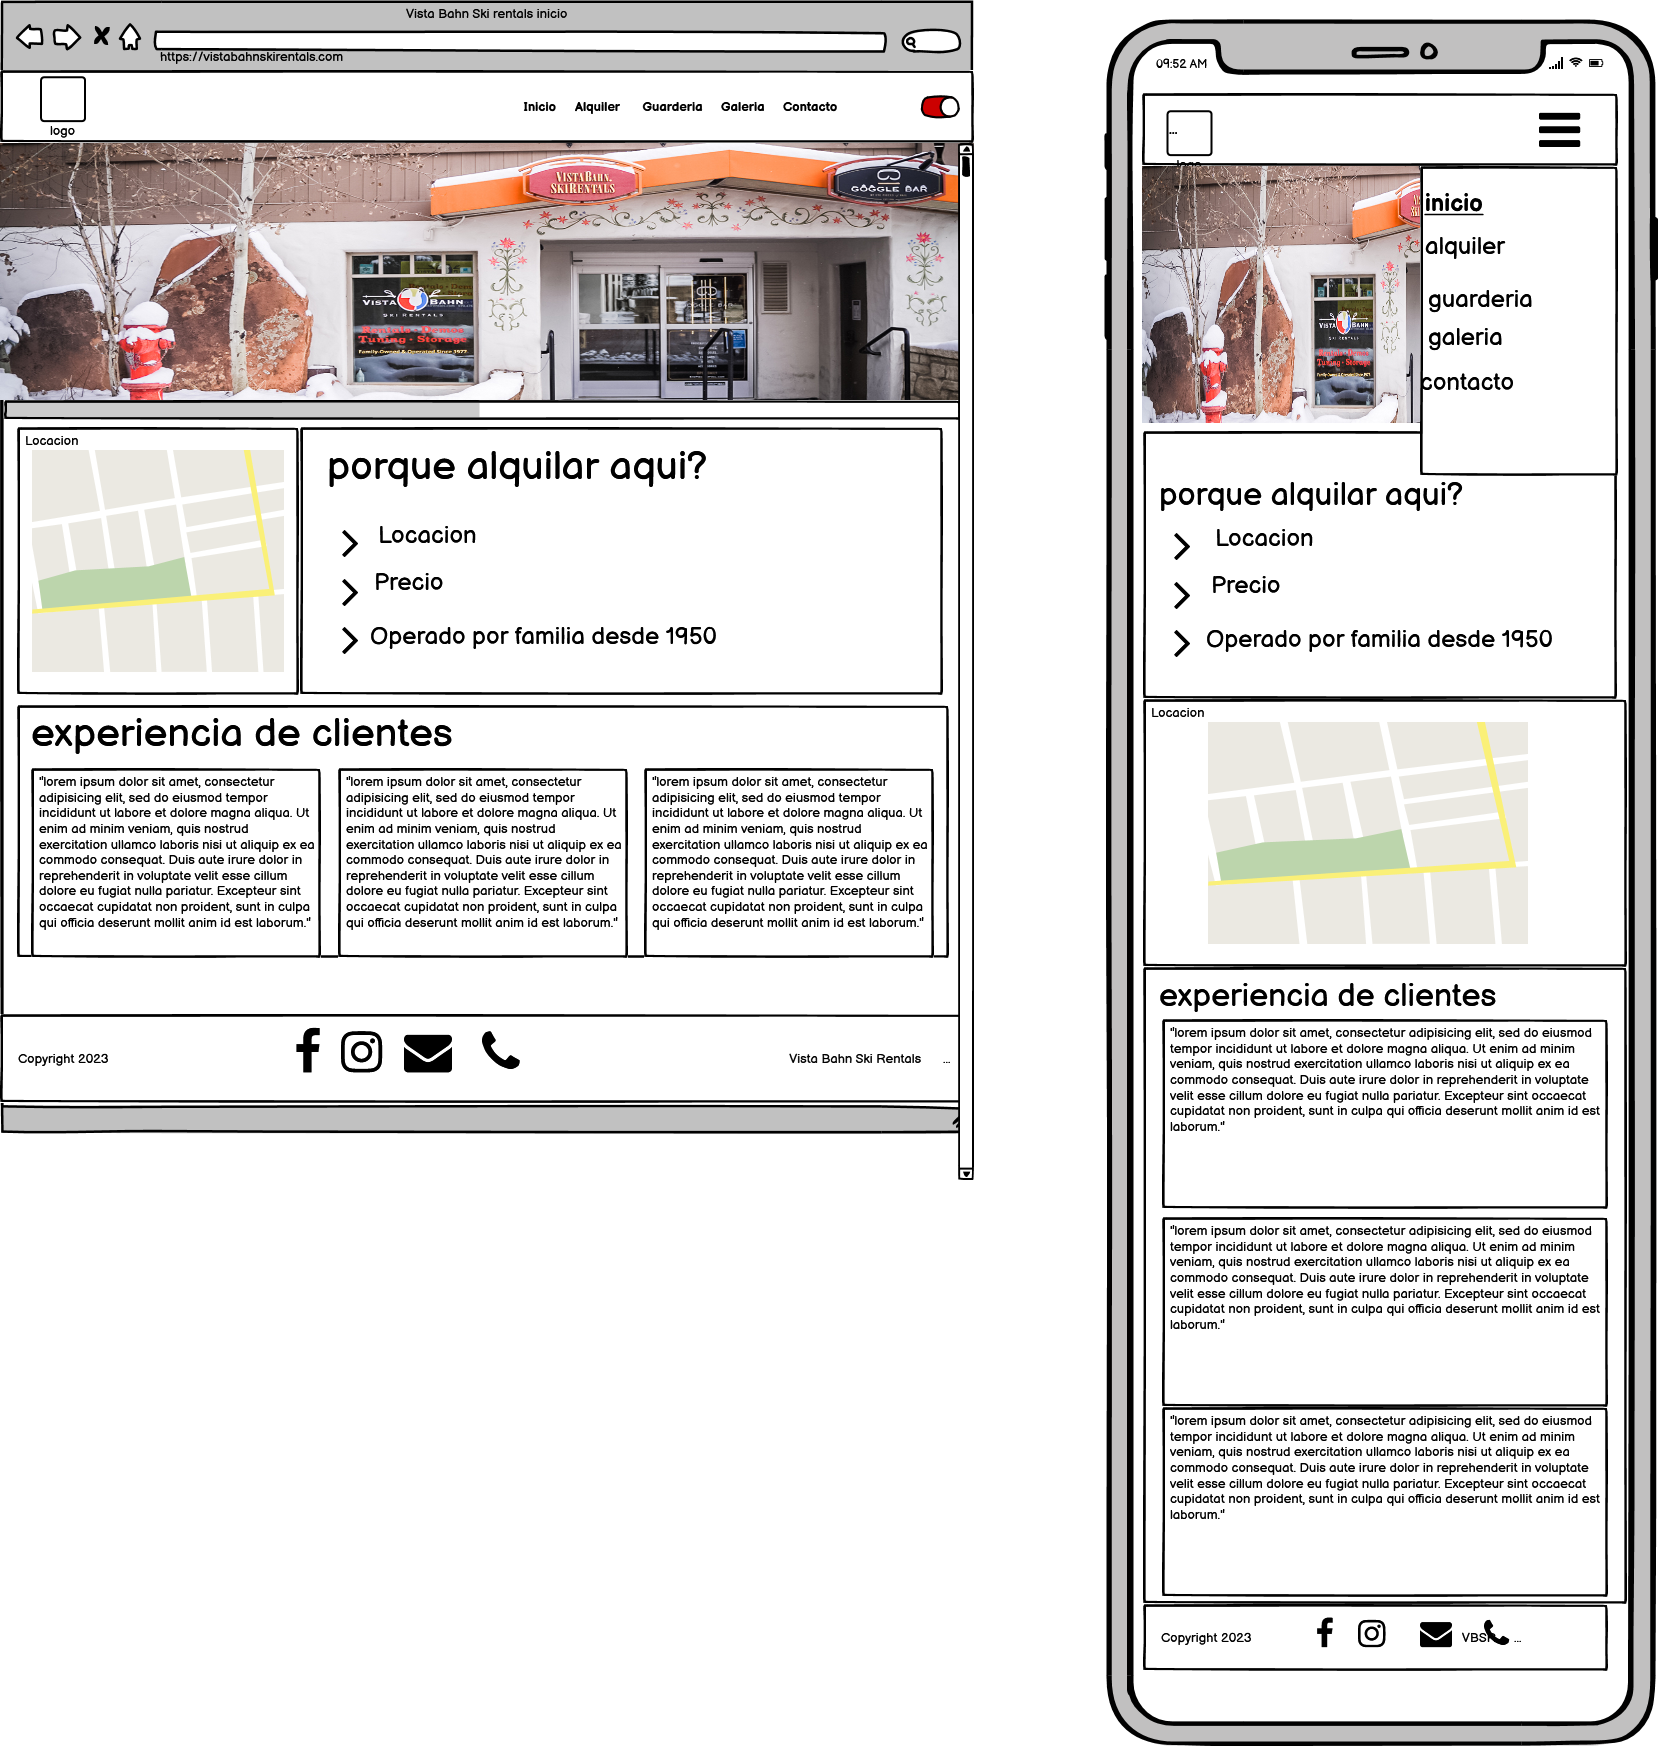 Vista Bahn Ski rentals inicio
https://vistabahnskirentals.com
logo
Inicio Alquiler Guarderia Galeria Contacto
VISTABAHN
SKIRENTALS
GOGGLE BAR
VISTA BAHN
SKI RENTALS
Rentals · Demos
Tuning · Storage
Family Owned & Operated Since 1977
Locacion
porque alquilar aqui?
Locacion
Precio
Operado por familia desde 1950
experiencia de clientes
"lorem ipsum dolor sit amet, consectetur
adipisicing elit, sed do eiusmod tempor
incididunt ut labore et dolore magna aliqua. Ut
enim ad minim veniam, quis nostrud
exercitation ullamco laboris nisi ut aliquip ex ea
commodo consequat. Duis aute irure dolor in
reprehenderit in voluptate velit esse cillum
dolore eu fugiat nulla pariatur. Excepteur sint
occaecat cupidatat non proident, sunt in culpa
qui officia deserunt mollit anim id est laborum."
"lorem ipsum dolor sit amet, consectetur
adipisicing elit, sed do eiusmod tempor
incididunt ut labore et dolore magna aliqua. Ut
enim ad minim veniam, quis nostrud
exercitation ullamco laboris nisi ut aliquip ex ea
commodo consequat. Duis aute irure dolor in
reprehenderit in voluptate velit esse cillum
dolore eu fugiat nulla pariatur. Excepteur sint
occaecat cupidatat non proident, sunt in culpa
qui officia deserunt mollit anim id est laborum."
"lorem ipsum dolor sit amet, consectetur
adipisicing elit, sed do eiusmod tempor
incididunt ut labore et dolore magna aliqua. Ut
enim ad minim veniam, quis nostrud
exercitation ullamco laboris nisi ut aliquip ex ea
commodo consequat. Duis aute irure dolor in
reprehenderit in voluptate velit esse cillum
dolore eu fugiat nulla pariatur. Excepteur sint
occaecat cupidatat non proident, sunt in culpa
qui officia deserunt mollit anim id est laborum."
Copyright 2023
Vista Bahn Ski Rentals ...
09:52 AM
...
logo
inicio
alquiler
guarderia
galeria
contacto
VISTA BAHN
porque alquilar aqui?
Locacion
Precio
Operado por familia desde 1950
Locacion
experiencia de clientes
"lorem ipsum dolor sit amet, consectetur adipisicing elit, sed do eiusmod
tempor incididunt ut labore et dolore magna aliqua. Ut enim ad minim
veniam, quis nostrud exercitation ullamco laboris nisi ut aliquip ex ea
commodo consequat. Duis aute irure dolor in reprehenderit in voluptate
velit esse cillum dolore eu fugiat nulla pariatur. Excepteur sint occaecat
cupidatat non proident, sunt in culpa qui officia deserunt mollit anim id est
laborum."
"lorem ipsum dolor sit amet, consectetur adipisicing elit, sed do eiusmod
tempor incididunt ut labore et dolore magna aliqua. Ut enim ad minim
veniam, quis nostrud exercitation ullamco laboris nisi ut aliquip ex ea
commodo consequat. Duis aute irure dolor in reprehenderit in voluptate
velit esse cillum dolore eu fugiat nulla pariatur. Excepteur sint occaecat
cupidatat non proident, sunt in culpa qui officia deserunt mollit anim id est
laborum."
"lorem ipsum dolor sit amet, consectetur adipisicing elit, sed do eiusmod
tempor incididunt ut labore et dolore magna aliqua. Ut enim ad minim
veniam, quis nostrud exercitation ullamco laboris nisi ut aliquip ex ea
commodo consequat. Duis aute irure dolor in reprehenderit in voluptate
velit esse cillum dolore eu fugiat nulla pariatur. Excepteur sint occaecat
cupidatat non proident, sunt in culpa qui officia deserunt mollit anim id est
laborum."
Copyright 2023
VBSR ...